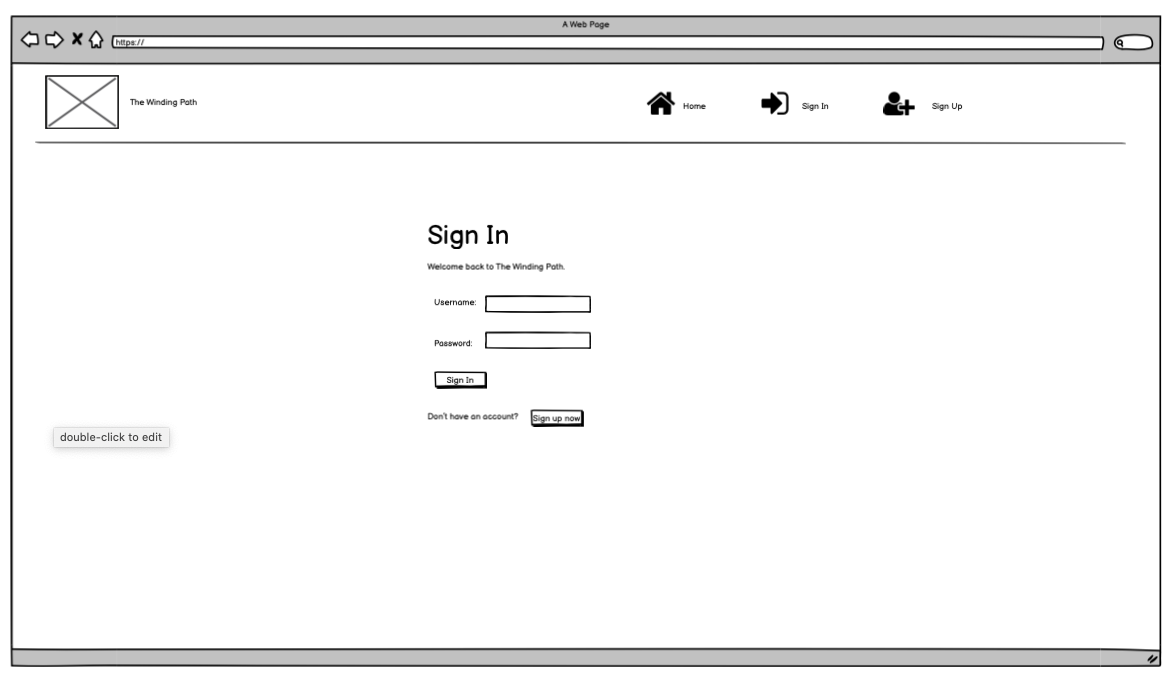 A Web Page
https://
The Winding Path
Home
Sign In
Sign Up
Sign In
Welcome back to The Winding Path.
Username:
Password:
Sign In
Don't have an account? Sign up now
double-click to edit